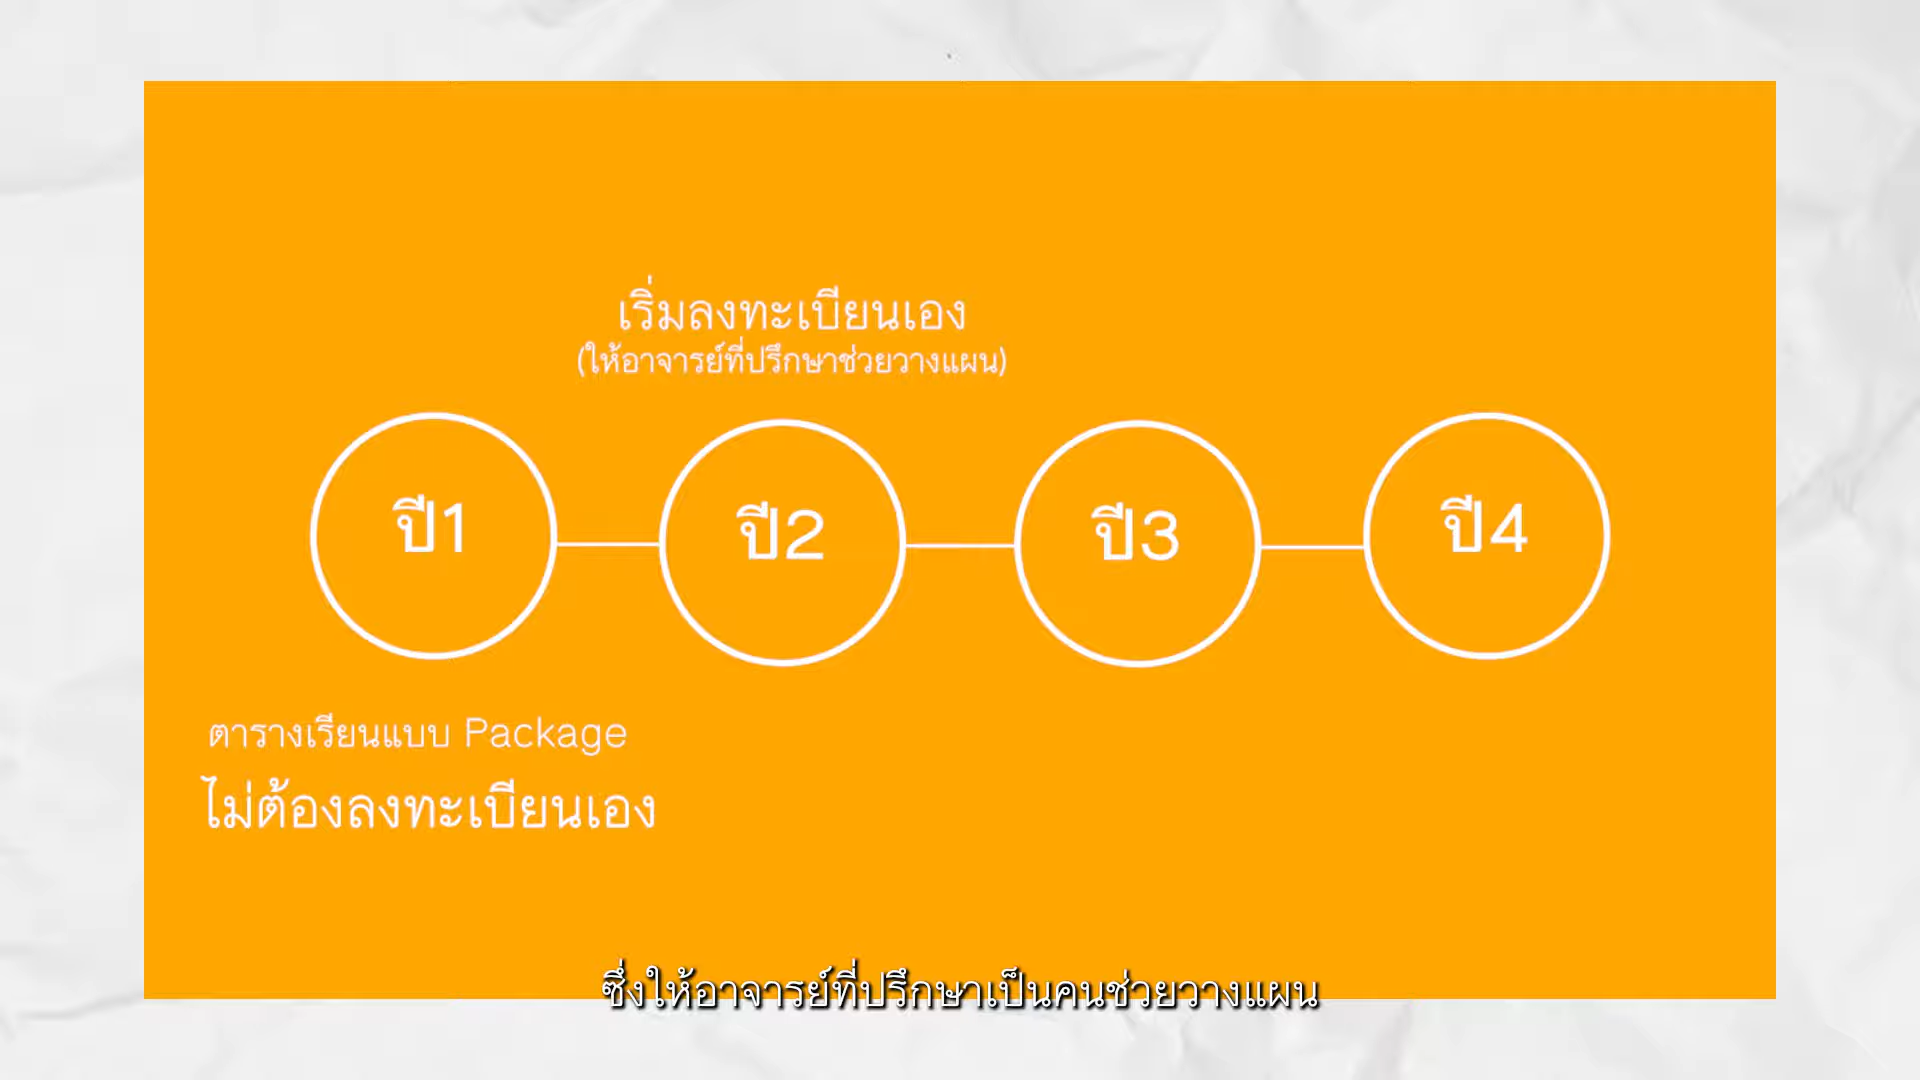 เริ่มลงทะเบียนเอง
(ให้อาจารย์ที่ปรึกษาช่วยวางแผน)
ปี1
ปี2
ปี3
ปี4
ตารางเรียนแบบ Package
ไม่ต้องลงทะเบียนเอง
ซึ่งให้อาจารย์ที่ปรึกษาเป็นคนช่วยวางแผน